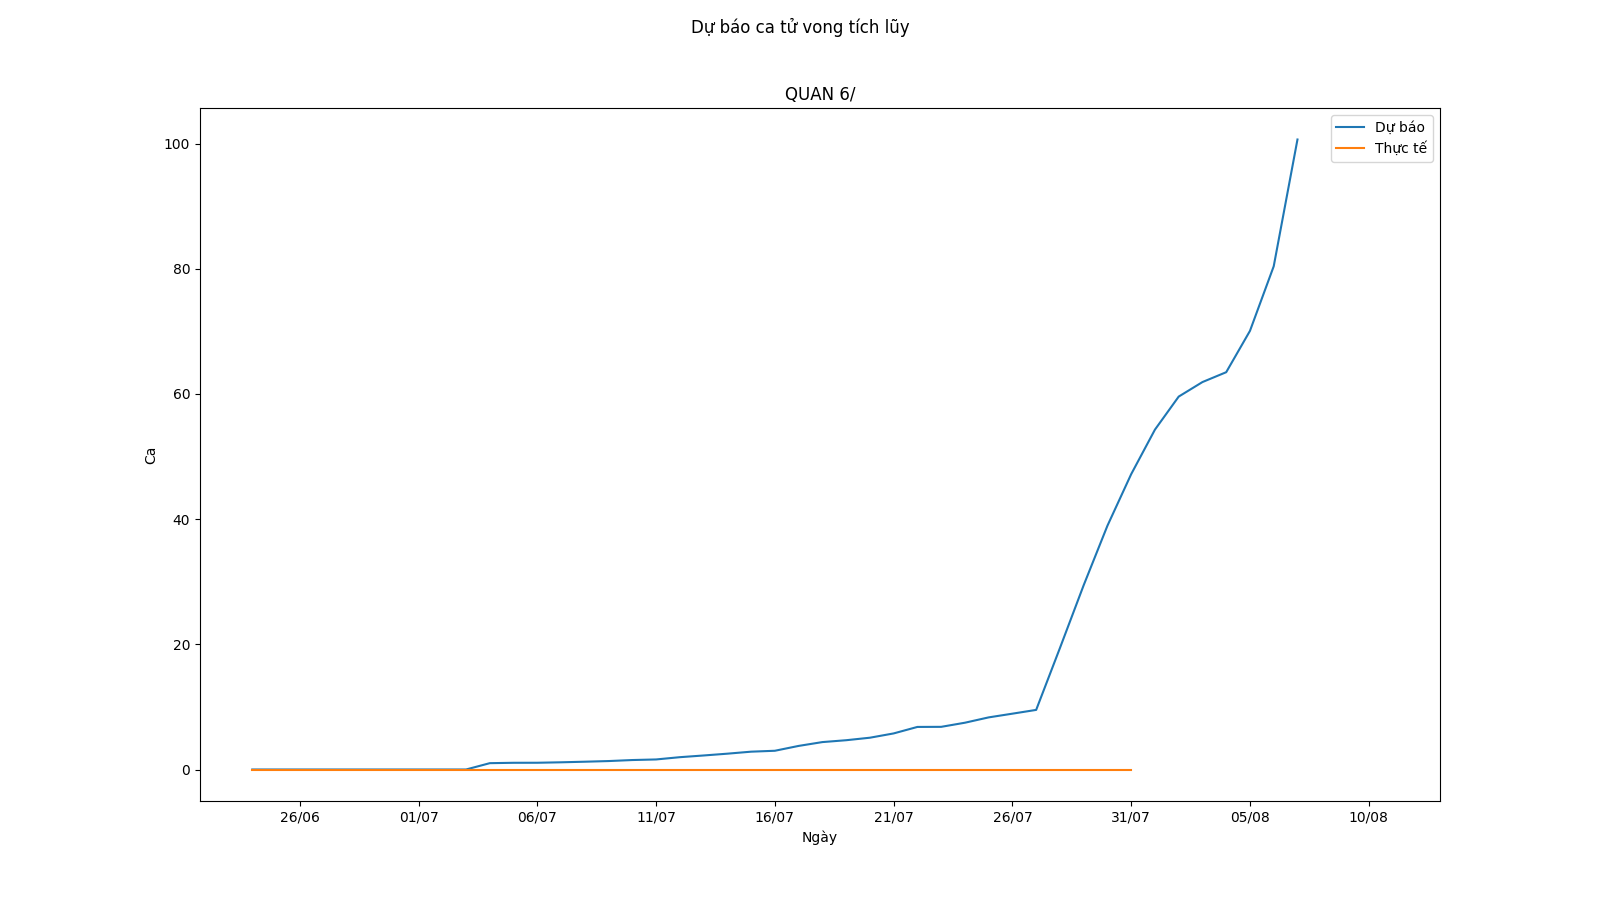 Dự báo ca tử vong tích lũy
QUAN 6/
Dự báo
Thực tế
100
80
60
40
20
0
Ca
26/06 01/07 06/07 11/07 16/07 21/07 26/07 31/07 05/08 10/08
Ngày